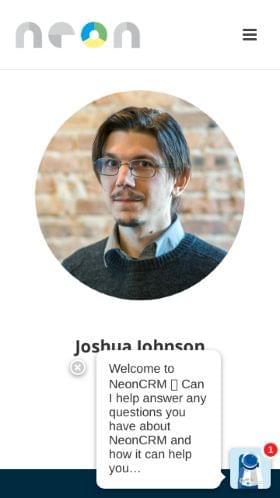 neon
Joshua Johnson
Welcome to
NeonCRM ▯ Can
I help answer any
questions you
have about
NeonCRM and
how it can help
you…
1